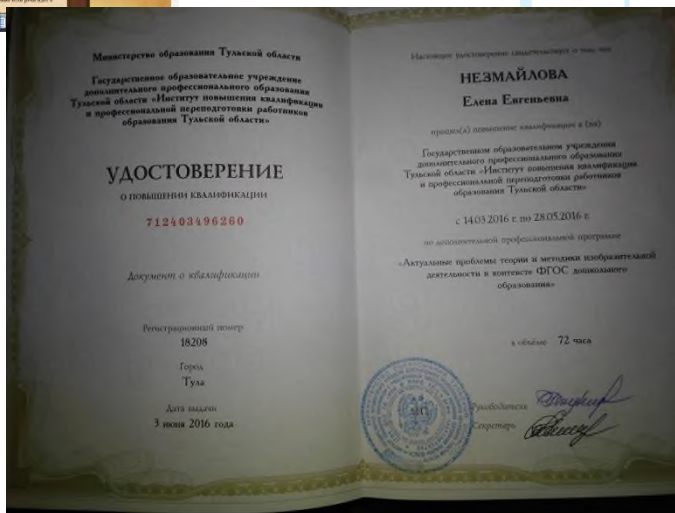 Министерство образования Тульской области
Государственное образовательное учреждение
дополнительного профессионального образования
Тульской области «Институт повышения квалификации
и профессиональной переподготовки работников
образования Тульской области»
УДОСТОВЕРЕНИЕ
О ПОВЫШЕНИИ КВАЛИФИКАЦИИ
712403496260
Документ о квалификации
Регистрационный номер
18208
Город
Тула
Дата выдачи
3 июня 2016 года
Настоящее удостоверение свидетельствует о том, что
НЕЗМАЙЛОВА
Елена Евгеньевна
прошёл(а) повышение квалификации в (на)
Государственном образовательном учреждении
дополнительного профессионального образования
Тульской области «Институт повышения квалификации
и профессиональной переподготовки работников
образования Тульской области»
с 14.03.2016 г. по 28.05.2016 г.
по дополнительной профессиональной программе
«Актуальные проблемы теории и методики изобразительной
деятельности в контексте ФГОС дошкольного
образования»
в объёме 72 часа
М.П.
Руководитель
Секретарь